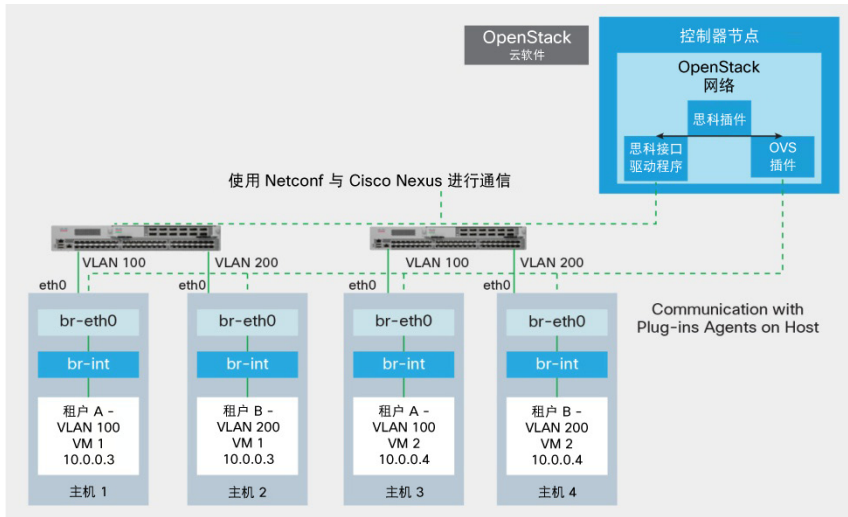 OpenStack
云软件
控制器节点
OpenStack
网络
思科插件
思科接口
驱动程序
OVS
插件
使用 Netconf 与 Cisco Nexus 进行通信
VLAN 100
VLAN 200
VLAN 100
VLAN 200
eth0
eth0
eth0
eth0
Communication with
Plug-ins Agents on Host
br-eth0
br-eth0
br-eth0
br-eth0
br-int
br-int
br-int
br-int
租户 A –
VLAN 100
VM 1
10.0.0.3
租户 B –
VLAN 200
VM 1
10.0.0.3
租户 A–
VLAN 100
VM 2
10.0.0.4
租户 B –
VLAN 200
VM 2
10.0.0.4
主机 1
主机 2
主机 3
主机 4